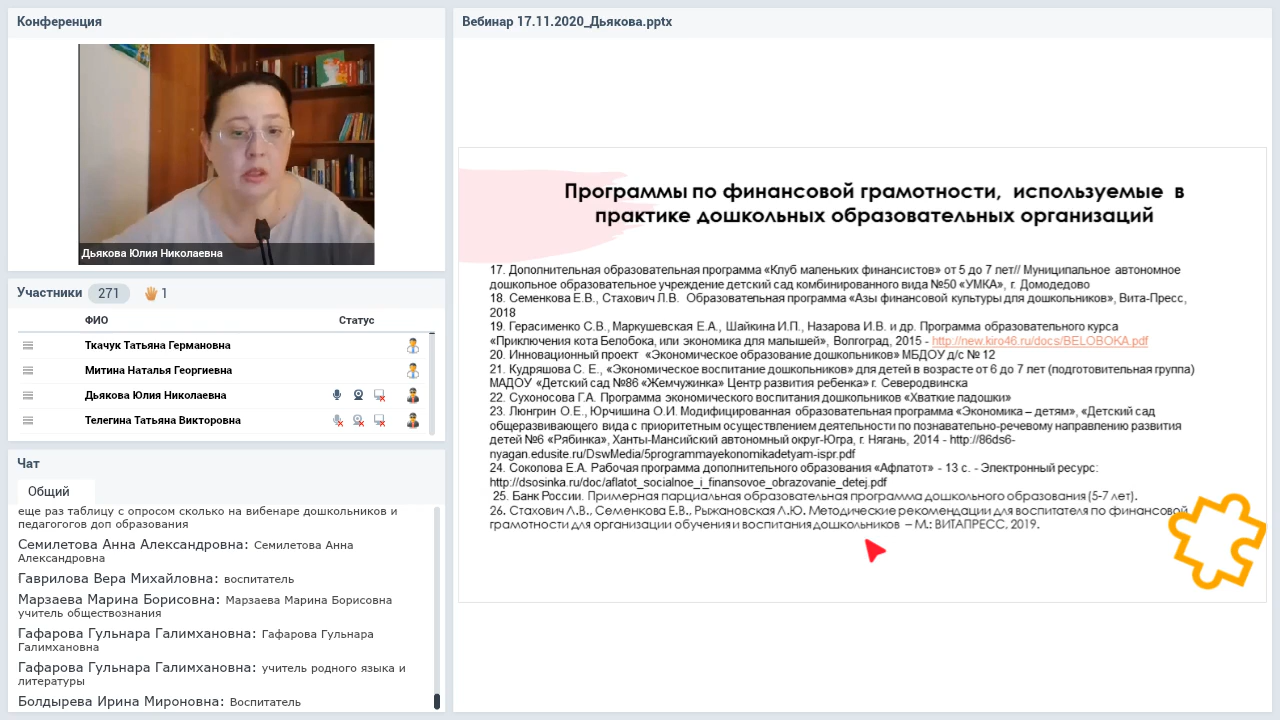 Конференция
Дьякова Юлия Николаевна
Участники 271 1
ФИО Статус
Ткачук Татьяна Германовна
Митина Наталья Георгиевна
Дьякова Юлия Николаевна
Телегина Татьяна Викторовна
Чат
Общий
еще раз таблицу с опросом сколько на вибенаре дошкольников и
педагогогов доп образования
Семилетова Анна Александровна: Семилетова Анна
Александровна
Гаврилова Вера Михайловна: воспитатель
Марзаева Марина Борисовна: Марзаева Марина Борисовна
учитель обществознания
Гафарова Гульнара Галимхановна: Гафарова Гульнара
Галимхановна
Гафарова Гульнара Галимхановна: учитель родного языка и
литературы
Болдырева Ирина Мироновна: Воспитатель
Вебинар 17.11.2020_Дьякова.pptx
Программы по финансовой грамотности, используемые в
практике дошкольных образовательных организаций
17. Дополнительная образовательная программа «Клуб маленьких финансистов» от 5 до 7 лет// Муниципальное автономное
дошкольное образовательное учреждение детский сад комбинированного вида №50 «УМКА», г. Домодедово
18. Семенкова Е.В., Стахович Л.В. Образовательная программа «Азы финансовой культуры для дошкольников», Вита-Пресс,
2018
19. Герасименко С.В., Маркушевская Е.А., Шайкина И.П., Назарова И.В. и др. Программа образовательного курса
«Приключения кота Белобока, или экономика для малышей», Волгоград, 2015 - http://new.kiro46.ru/docs/BELOBOKA.pdf
20. Инновационный проект «Экономическое образование дошкольников» МБДОУ д/с № 12
21. Кудряшова С. Е., «Экономическое воспитание дошкольников» для детей в возрасте от 6 до 7 лет (подготовительная группа)
МАДОУ «Детский сад №86 «Жемчужинка» Центр развития ребенка» г. Северодвинска
22. Сухоносова Г.А. Программа экономического воспитания дошкольников «Хваткие ладошки»
23. Люнгрин О.Е., Юрчишина О.И. Модифицированная образовательная программа «Экономика – детям», «Детский сад
общеразвивающего вида с приоритетным осуществлением деятельности по познавательно-речевому направлению развития
детей №6 «Рябинка», Ханты-Мансийский автономный округ-Югра, г. Нягань, 2014 - http://86ds6-
nyagan.edusite.ru/DswMedia/5programmayekonomikadetyam-ispr.pdf
24. Соколова Е.А. Рабочая программа дополнительного образования «Афлатот» - 13 с. - Электронный ресурс:
http://dsosinka.ru/doc/aflatot_socialnoe_i_finansovoe_obrazovanie_detej.pdf
25. Банк России. Примерная парциальная образовательная программа дошкольного образования (5-7 лет).
26. Стахович Л.В., Семенкова Е.В., Рыжановская Л.Ю. Методические рекомендации для воспитателя по финансовой
грамотности для организации обучения и воспитания дошкольников – М.: ВИТАПРЕСС, 2019.